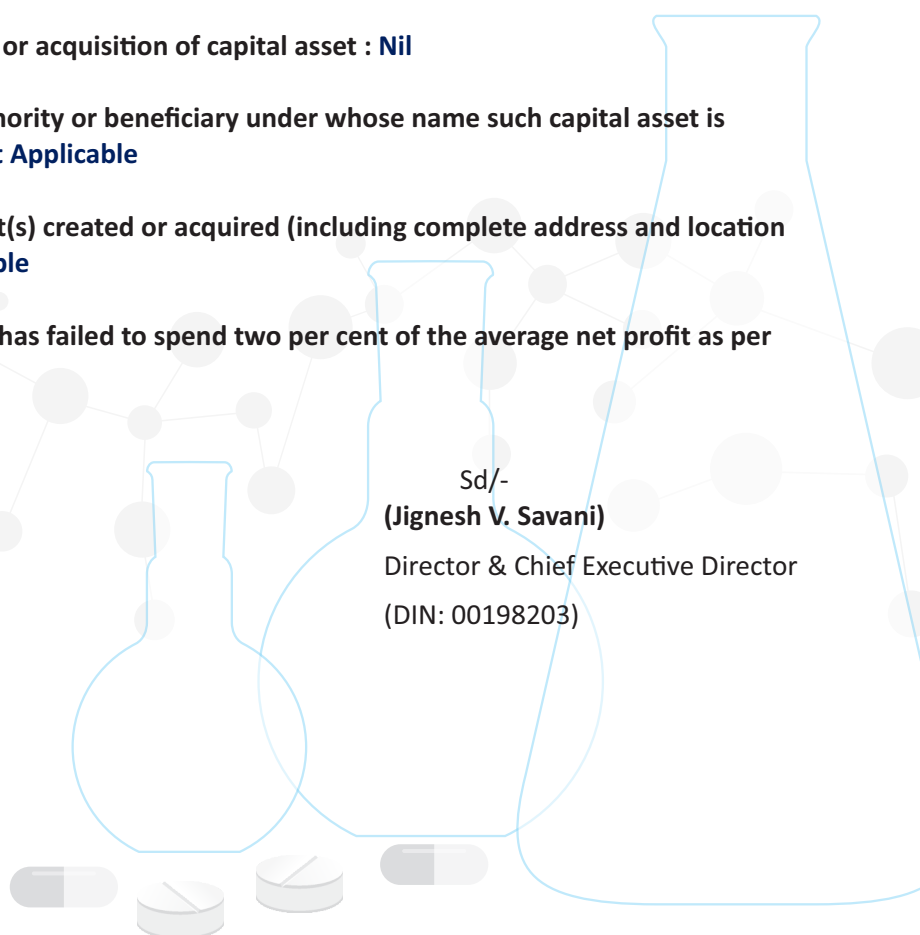 or acquisition of capital asset : Nil
hority or beneficiary under whose name such capital asset is
t Applicable
t(s) created or acquired (including complete address and location
ble
has failed to spend two per cent of the average net profit as per
Sd/-
(Jignesh V. Savani)
Director & Chief Executive Director
(DIN: 00198203)